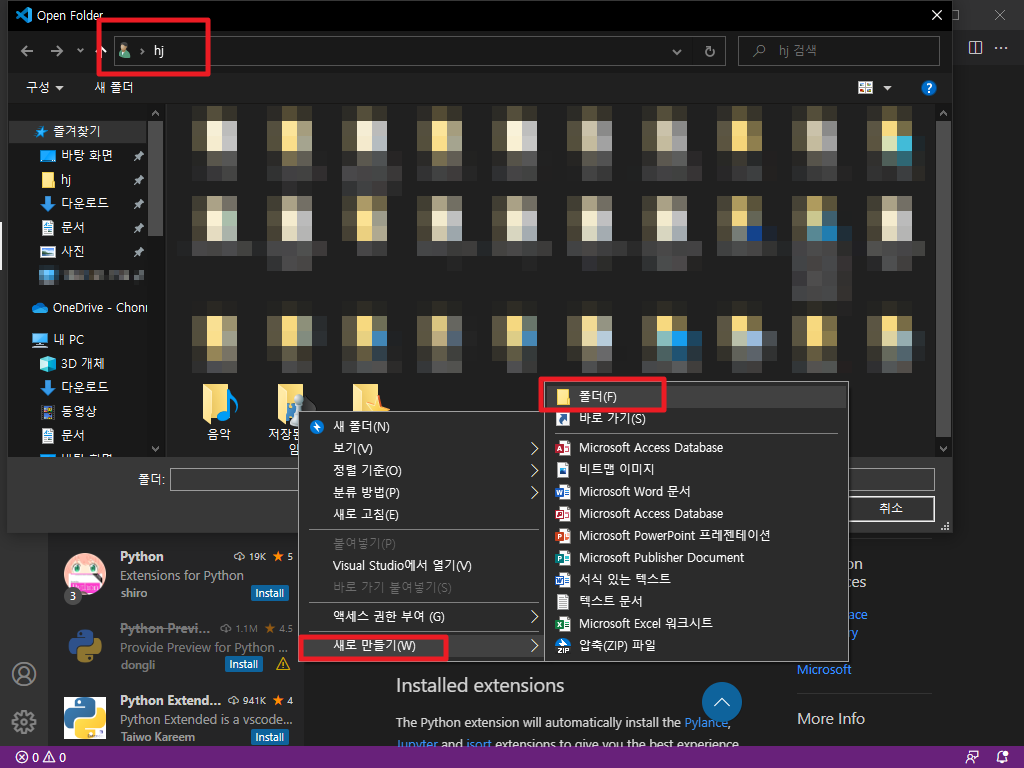 Open Folder
hj
hj 검색
구성
새 폴더
즐겨찾기
바탕 화면
hj
다운로드
문서
사진
OneDrive - Chonn
내 PC
3D 개체
다운로드
동영상
문서
바탕 화면
음악
저장된
임
폴더:
취소
새 폴더(N)
보기(V)
정렬 기준(O)
분류 방법(P)
새로 고침(E)
붙여넣기(P)
Visual Studio에서 열기(V)
바로 가기 붙여넣기(S)
액세스 권한 부여 (G)
새로 만들기(W)
폴더(F)
바로 가기(S)
Microsoft Access Database
비트맵 이미지
Microsoft Word 문서
Microsoft Access Database
Microsoft PowerPoint 프레젠테이션
Microsoft Publisher Document
서식 있는 텍스트
텍스트 문서
Microsoft Excel 워크시트
압축(ZIP) 파일
ZIP
Python 19K 5
Extensions for Python
shiro Install
3
Python Previ... 1.1M 4.5
Provide Preview for Python ...
dongli Install
Python Extend... 941K 4
Python Extended is a vscode...
Taiwo Kareem Install
Installed extensions
The Python extension will automatically install the Pylance,
Jupyter and isort extensions to give you the best experience
Microsoft
More Info
0 0